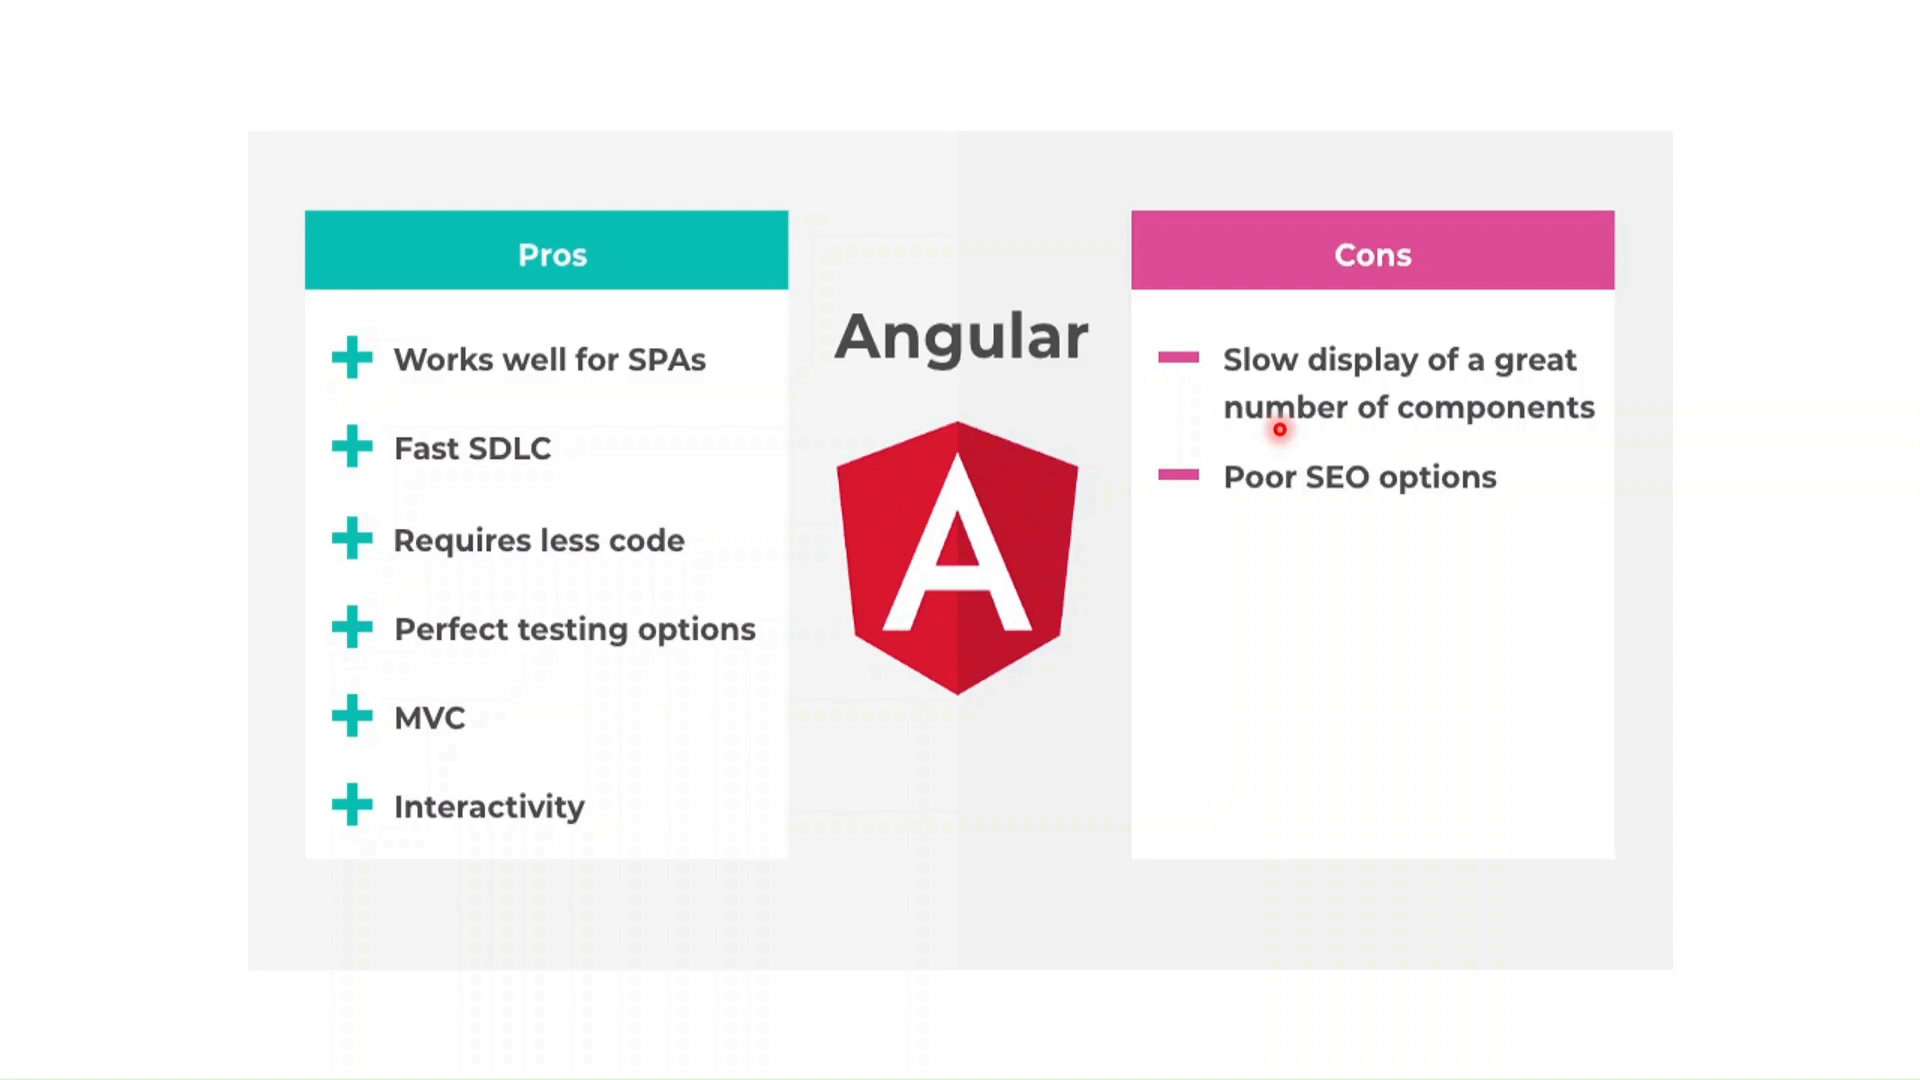 Pros
Works well for SPAs
Fast SDLC
Requires less code
Perfect testing options
MVC
Interactivity
Angular
A
Cons
Slow display of a great
number of components
Poor SEO options